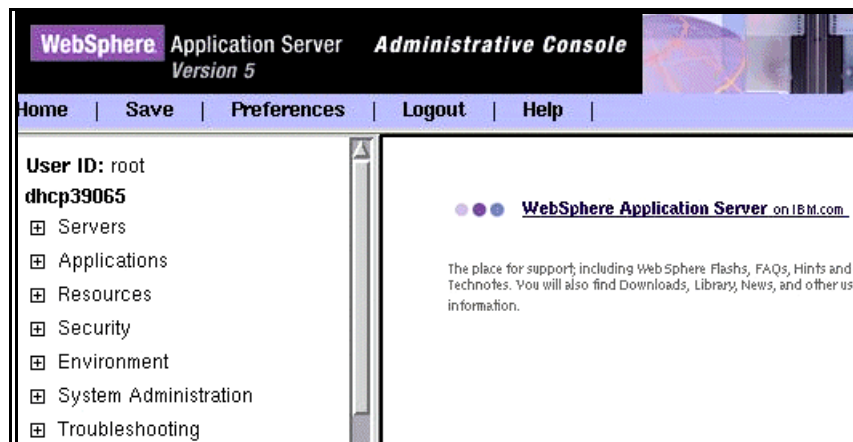 WebSphere Application Server Administrative Console
Version 5
Home | Save | Preferences | Logout | Help |
User ID: root
dhcp39065
Servers
Applications
Resources
Security
Environment
System Administration
Troubleshooting
WebSphere Application Server on IBM.com
The place for support; including WebSphere Flashs, FAQs, Hints and
Technotes. You will also find Downloads, Library, News, and other us
information.